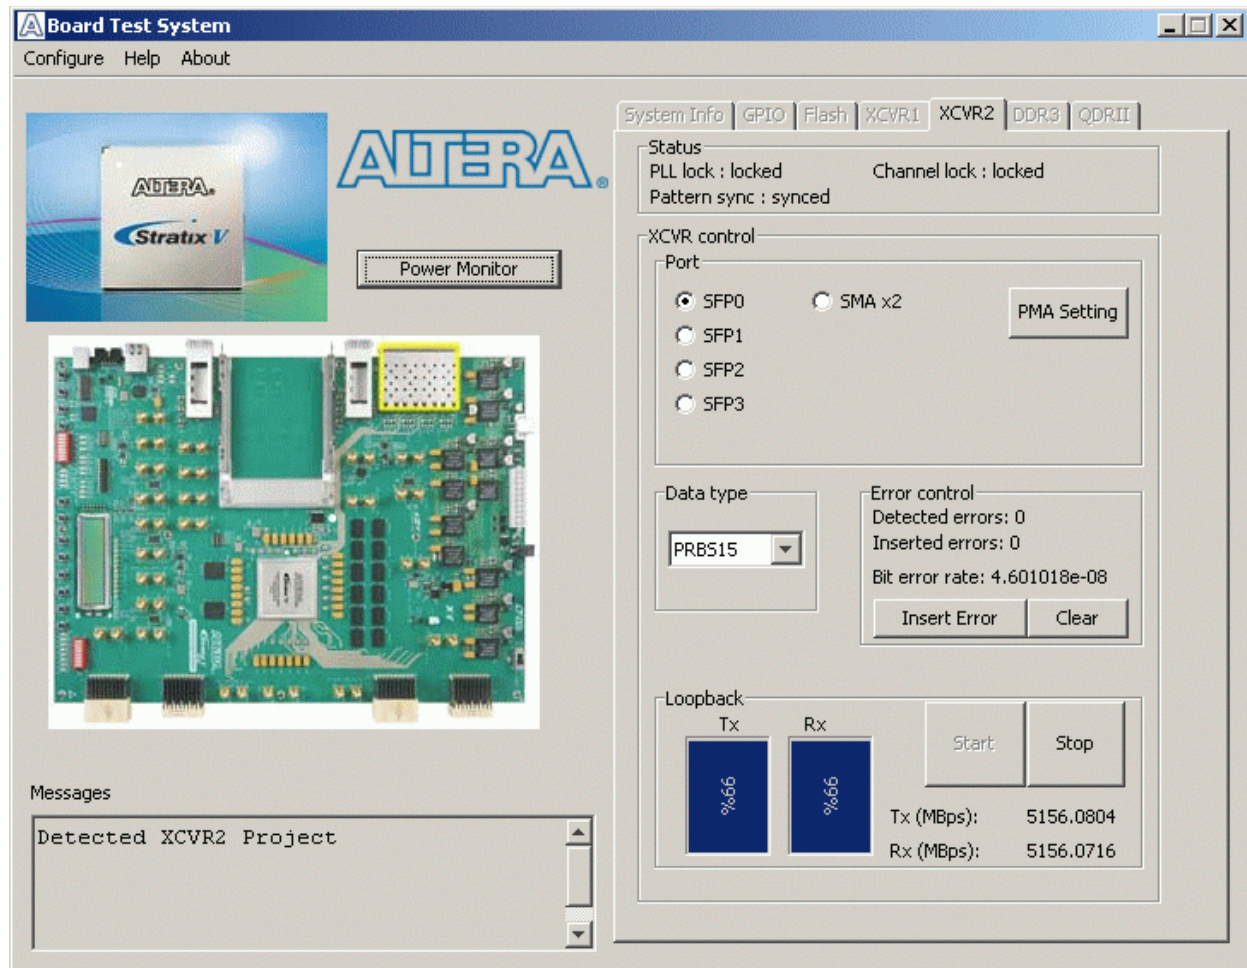 Board Test System
Configure Help About
ALTERA
Stratix V
ALTERA®
Power Monitor
System Info GPIO Flash XCVR1 XCVR2 DDR3 QDRII
Status
PLL lock : locked Channel lock : locked
Pattern sync : synced
XCVR control
Port
SFP0 SMA x2
PMA Setting
SFP1
SFP2
SFP3
Data type
PRBS15
Error control
Detected errors: 0
Inserted errors: 0
Bit error rate: 4.601018e-08
Insert Error Clear
Loopback
Tx Rx
99% 99%
Start Stop
Tx (MBps): 5156.0804
Rx (MBps): 5156.0716
Messages
Detected XCVR2 Project